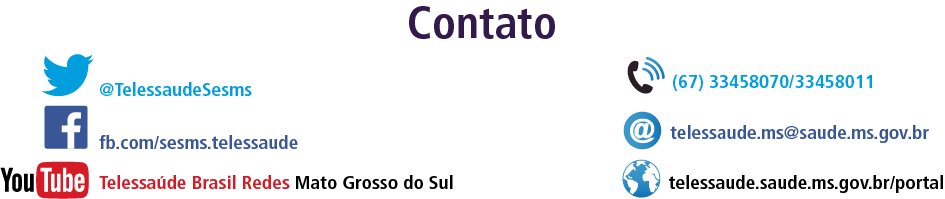 Contato
@TelessaudeSesms
fb.com/sesms.telessaude
YouTube Telessaúde Brasil Redes Mato Grosso do Sul
(67) 33458070/33458011
@ telessaude.ms@saude.ms.gov.br
telessaude.saude.ms.gov.br/portal